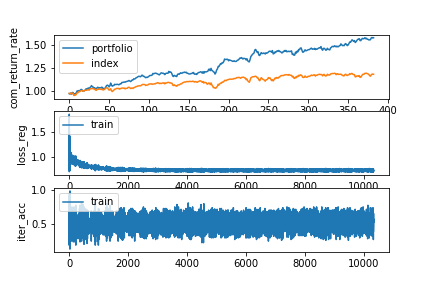 com_return_rate
1.50
1.25
1.00
portfolio
index
0 50 100 150 200 250 300 350 400
loss_reg
1.5
1.0
train
0 2000 4000 6000 8000 10000
iter_acc
1.0
0.5
train
0 2000 4000 6000 8000 10000